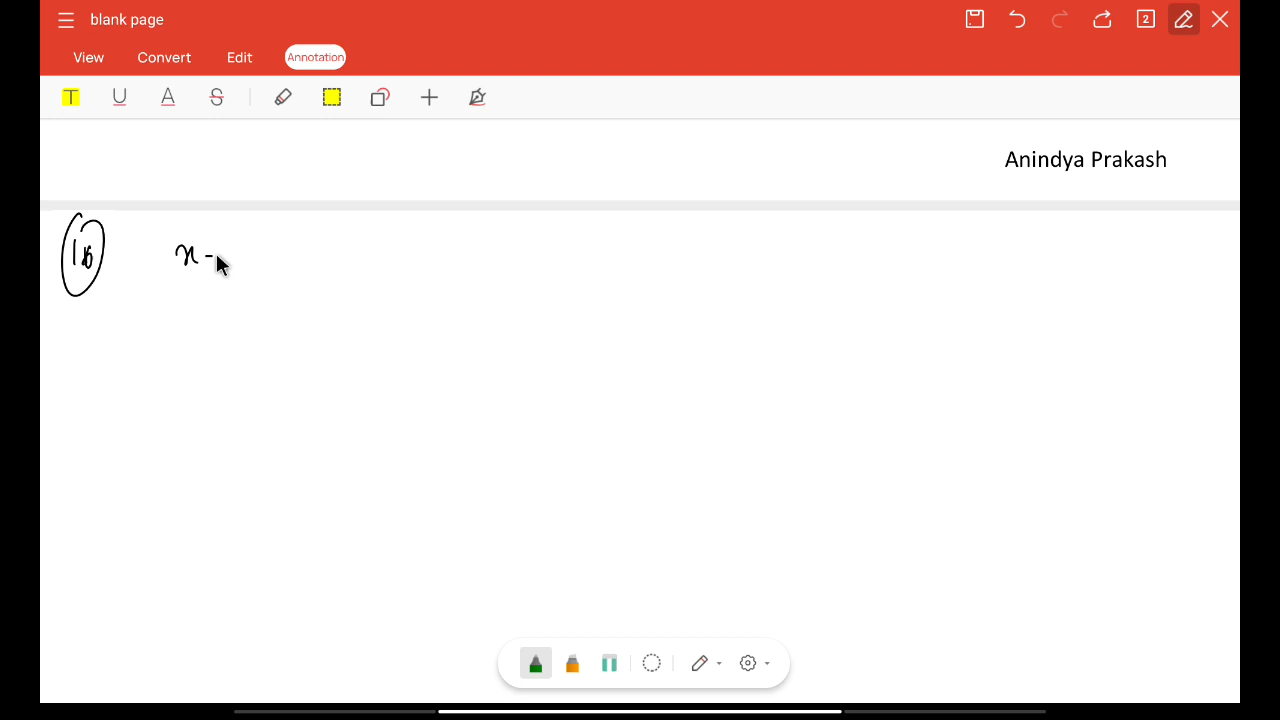 blank page
2
View Convert Edit Annotation
T U A S
Anindya Prakash
16 x -